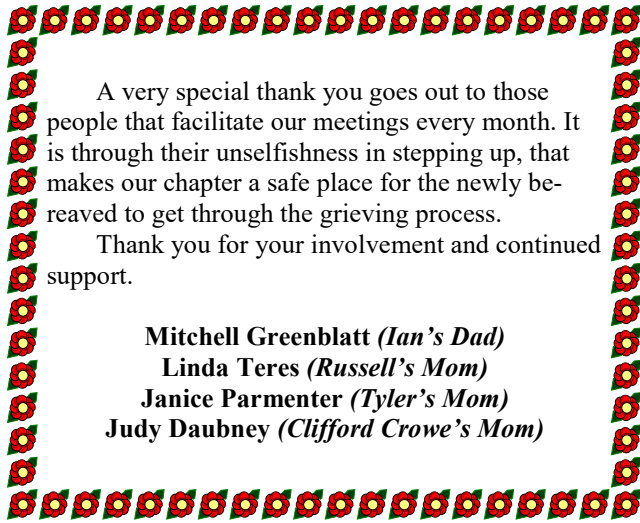 A very special thank you goes out to those
people that facilitate our meetings every month. It
is through their unselfishness in stepping up, that
makes our chapter a safe place for the newly be-
reaved to get through the grieving process.
Thank you for your involvement and continued
support.
Mitchell Greenblatt (Ian’s Dad)
Linda Teres (Russell’s Mom)
Janice Parmenter (Tyler’s Mom)
Judy Daubney (Clifford Crowe’s Mom)